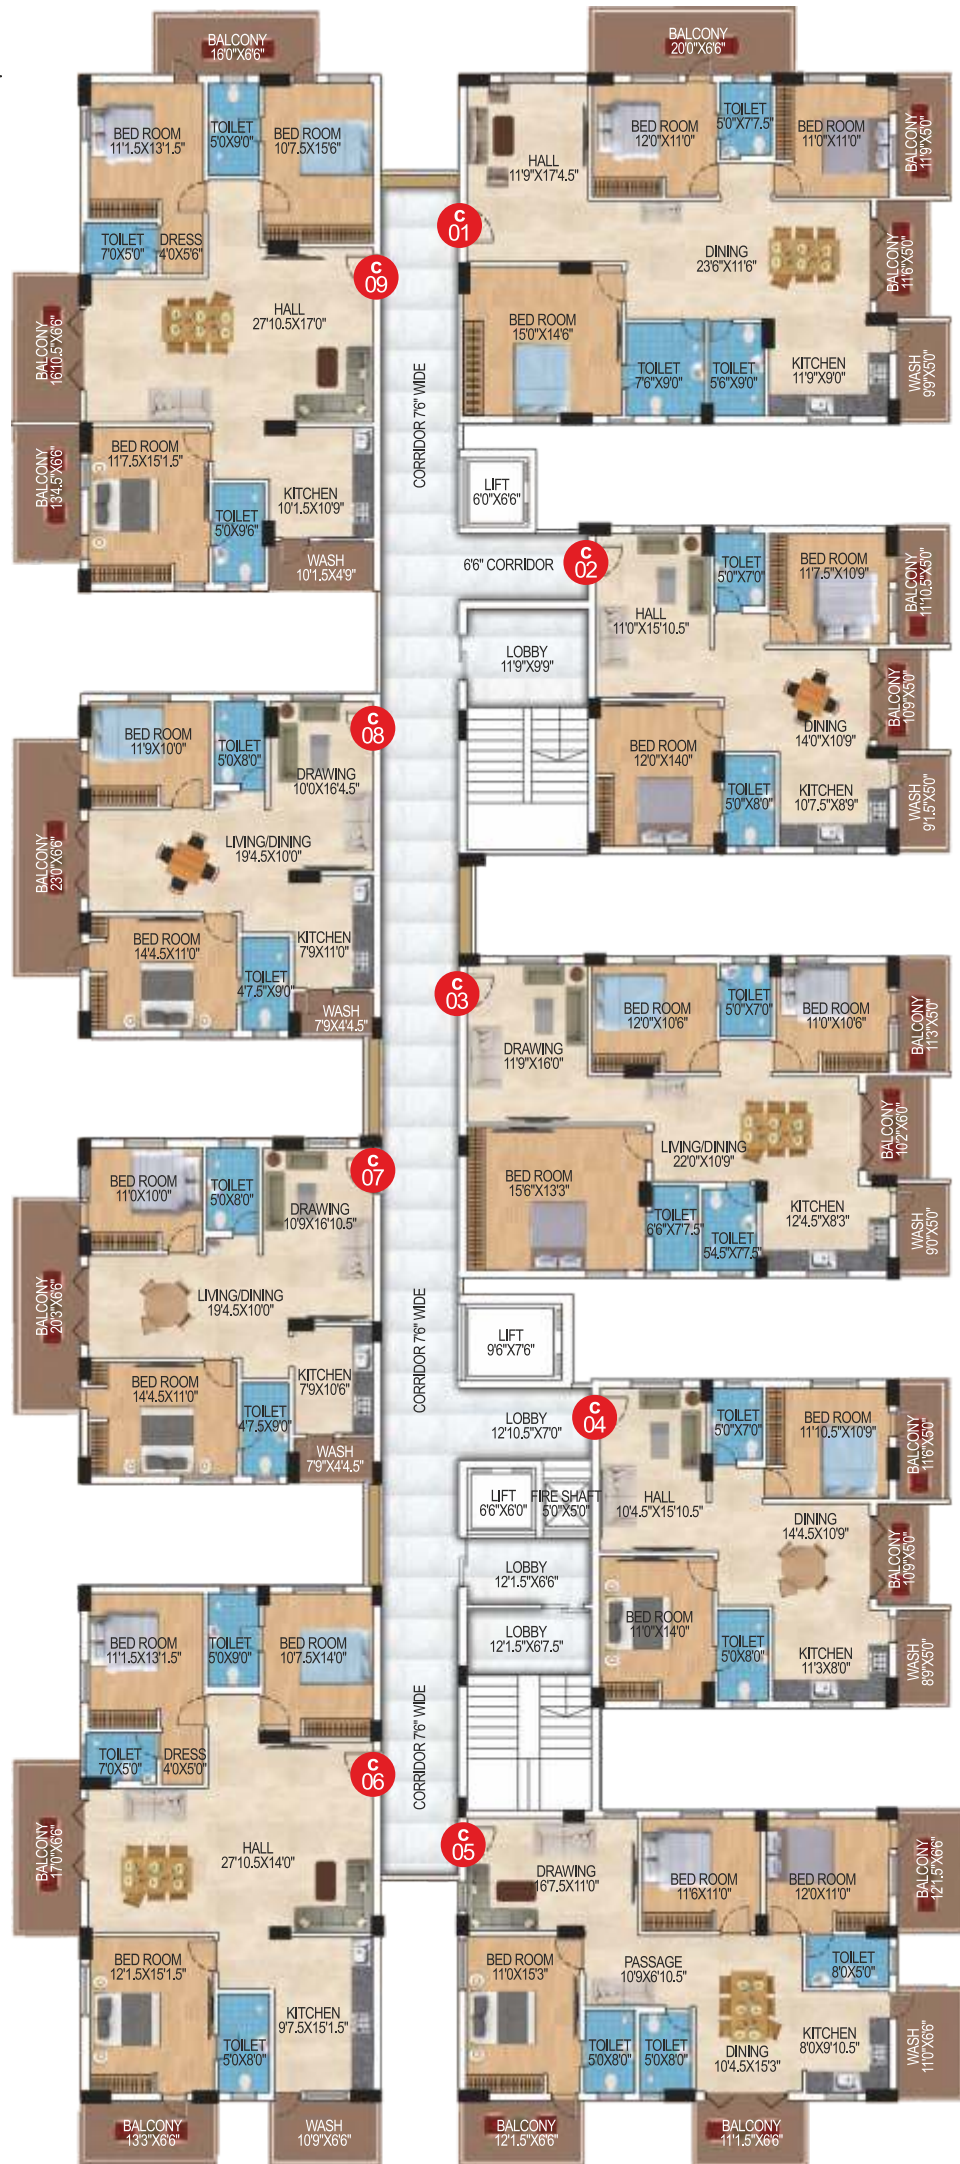 BALCONY
16'0"X6'6"
BALCONY
20'0"X6'6"
BED ROOM
11'1.5X13'1.5"
TOILET
5'0X9'0"
BED ROOM
10'7.5X15'6"
TOILET
7'0X5'0"
DRESS
4'0X5'6"
C
09
HALL
27'10.5X17'0"
BALCONY
16'10.5"X6'6"
BALCONY
13'4.5"X6'6"
BED ROOM
11'7.5X15'1.5"
TOILET
5'0X9'6"
KITCHEN
10'1.5X10'9"
WASH
10'1.5X4'9"
CORRIDOR 7'6" WIDE
C
01
HALL
11'9"X17'4.5"
BED ROOM
12'0"X11'0"
TOILET
5'0"X7'7.5"
BED ROOM
11'0"X11'0"
BALCONY
11'9"X5'0"
DINING
23'6"X11'6"
BALCONY
11'6"X5'0"
BED ROOM
15'0"X14'6"
TOILET
7'6"X9'0"
TOILET
5'6"X9'0"
KITCHEN
11'9"X9'0"
WASH
9'9"X5'0"
LIFT
6'0"X6'6"
6'6" CORRIDOR
C
02
HALL
11'0"X15'10.5"
TOILET
5'0"X7'0"
BED ROOM
11'7.5"X10'9"
BALCONY
11'10.5"X5'0"
LOBBY
11'9"X9'9"
BALCONY
10'9"X5'0"
DINING
14'0"X10'9"
BED ROOM
12'0"X140"
TOILET
5'0"X8'0"
KITCHEN
10'7.5"X8'9"
WASH
9'1.5"X5'0"
C
08
BED ROOM
11'9X10'0"
TOILET
5'0X8'0"
DRAWING
10'0X16'4.5"
LIVING/DINING
19'4.5X10'0"
BALCONY
23'0"X6'6"
BED ROOM
14'4.5X11'0"
TOILET
4'7.5"X9'0"
KITCHEN
7'9X11'0"
WASH
7'9X4'4.5"
C
03
DRAWING
11'9"X16'0"
BED ROOM
12'0X10'6"
TOILET
5'0"X7'0"
BED ROOM
11'0"X10'6"
BALCONY
11'3"X5'0"
LIVING/DINING
22'0"X10'9"
BALCONY
10'2"X6'0"
BED ROOM
15'6"X13'3"
TOILET
6'6"X7'7.5"
TOILET
54.5"X77.5"
KITCHEN
12'4.5"X8'3"
WASH
9'0"X5'0"
C
07
BED ROOM
11'0X10'0"
TOILET
5'0X8'0"
DRAWING
10'9X16'10.5"
LIVING/DINING
19'4.5X10'0"
BALCONY
20'3"X6'6"
BED ROOM
14'4.5X11'0"
TOILET
4'7.5X9'0"
KITCHEN
7'9X10'6"
WASH
7'9"X4'4.5"
CORRIDOR 7'6" WIDE
LIFT
9'6"X7'6"
LOBBY
12'10.5"X7'0"
C
04
TOILET
5'0"X7'0"
BED ROOM
11'10.5"X10'9"
BALCONY
11'6"X5'0"
LIFT
6'6"X6'0"
FIRE SHAFT
5'0"X5'0"
HALL
10'4.5"X15'10.5"
DINING
14'4.5X10'9"
BALCONY
10'9"X5'0"
LOBBY
12'1.5"X6'6"
LOBBY
12'1.5"X6'7.5"
BED ROOM
11'0"X14'0"
TOILET
5'0X8'0"
KITCHEN
11'3"X8'0"
WASH
8'9"X5'0"
BED ROOM
11'1.5X13'1.5"
TOILET
5'0X9'0"
BED ROOM
10'7.5X14'0"
TOILET
7'0X5'0"
DRESS
4'0X5'0"
C
06
HALL
27'10.5X14'0"
BALCONY
17'0"X6'6"
BED ROOM
12'1.5X15'1.5"
TOILET
5'0X8'0"
KITCHEN
9'7.5X15'1.5"
BALCONY
13'3"X6'6"
WASH
10'9"X6'6"
CORRIDOR 7'6" WIDE
C
05
DRAWING
16'7.5X11'0"
BED ROOM
11'6X11'0"
BED ROOM
12'0X11'0"
BALCONY
12'1.5"X6'6"
BED ROOM
11'0X15'3"
PASSAGE
10'9X6'10.5"
TOILET
8'0X5'0"
TOILET
5'0X8'0"
TOILET
5'0X8'0"
DINING
10'4.5X15'3"
KITCHEN
8'0X9'10.5"
WASH
11'0"X6'6"
BALCONY
12'1.5"X6'6"
BALCONY
11'1.5"X6'6"